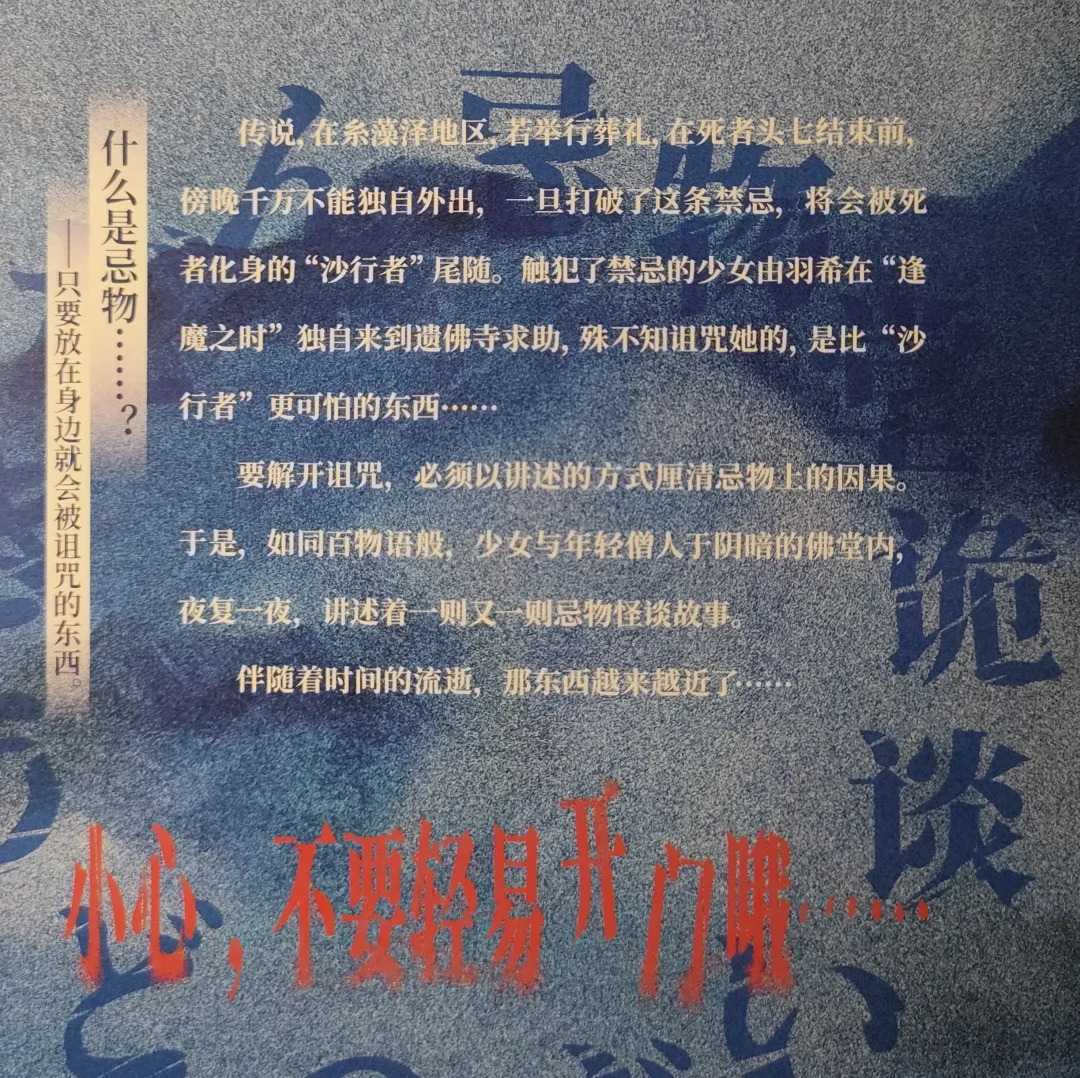 什么是忌物……？
——只要放在身边就会被诅咒的东西。
传说，在糸藻泽地区，若举行葬礼，在死者头七结束前，
傍晚千万不能独自外出，一旦打破了这条禁忌，将会被死
者化身的“沙行者”尾随。触犯了禁忌的少女由羽希在“逢
魔之时”独自来到遗佛寺求助，殊不知诅咒她的，是比“沙
行者”更可怕的东西……
要解开诅咒，必须以讲述的方式厘清忌物上的因果。
于是，如同百物语般，少女与年轻僧人于阴暗的佛堂内，
夜复一夜，讲述着一则又一则忌物怪谈故事。
伴随着时间的流逝，那东西越来越近了……
小心，不要轻易开门哦……
忌物
诡谈